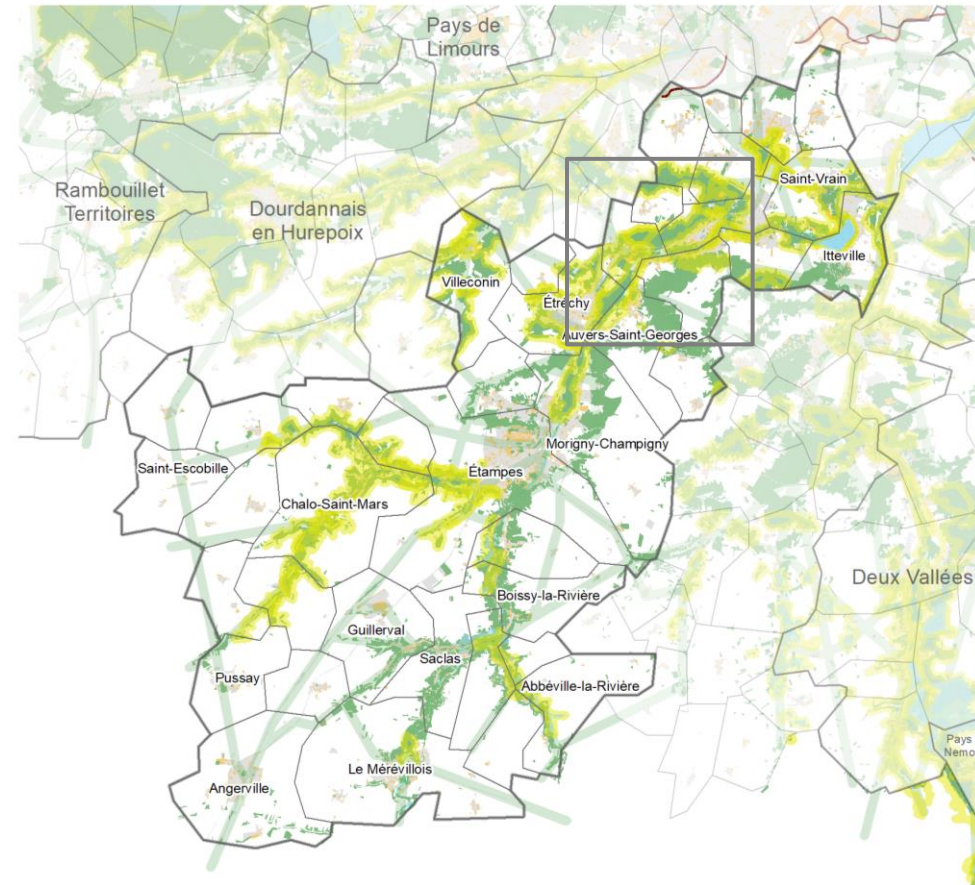 Pays de
Limours
Saint-Vrain
Rambouillet
Territoires
Dourdannais
en Hurepoix
Itteville
Villeconin
Étréchy
Auvers-Saint-Georges
Morigny-Champigny
Saint-Escobille
Étampes
Chalo-Saint-Mars
Deux Vallées
Boissy-la-Rivière
Guillerval
Saclas
Pussay
Abbéville-la-Rivière
Pays
Nemo
Le Mérévillois
Angerville